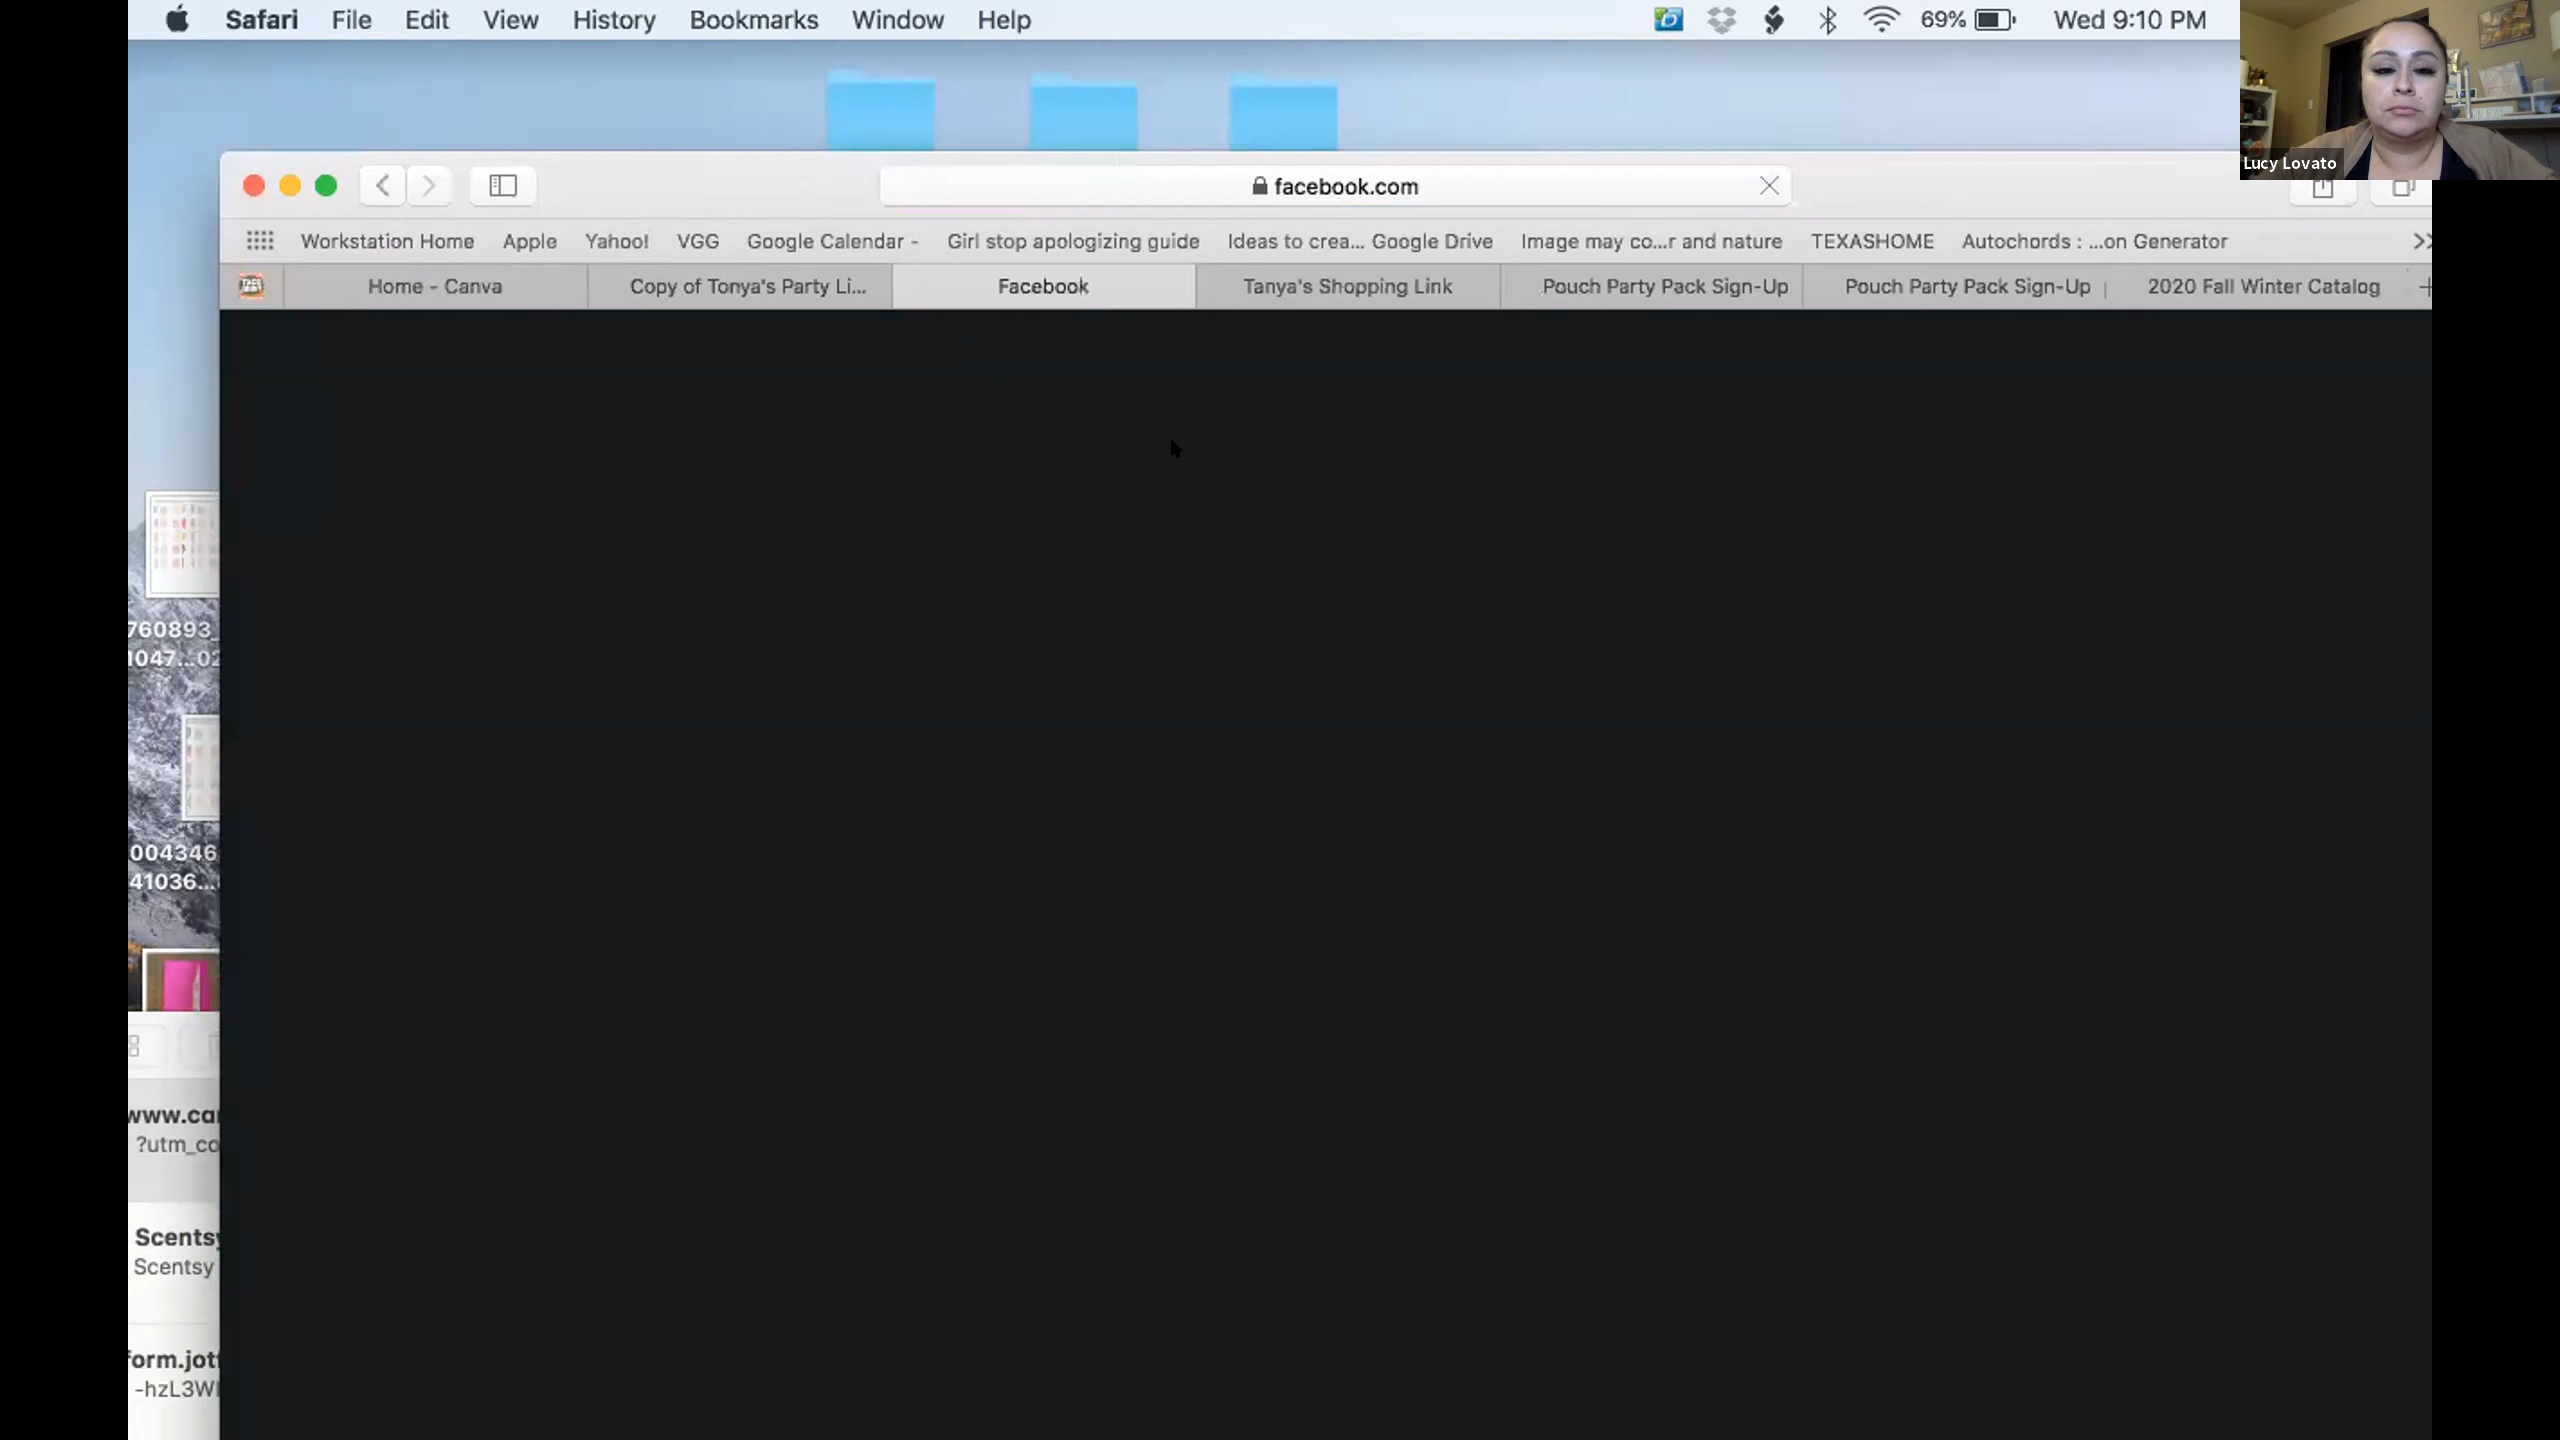 Safari File Edit View History Bookmarks Window Help 69% Wed 9:10 PM
Lucy Lovato
facebook.com
Workstation Home Apple Yahoo! VGG Google Calendar - Girl stop apologizing guide Ideas to crea... Google Drive Image may co...r and nature TEXASHOME Autochords : ...on Generator
Home - Canva Copy of Tonya's Party Li... Facebook Tanya's Shopping Link Pouch Party Pack Sign-Up Pouch Party Pack Sign-Up 2020 Fall Winter Catalog
760893_
1047...02
004346
41036...
www.can
?utm_co
Scentsy
Scentsy
form.jotf
-hzL3W